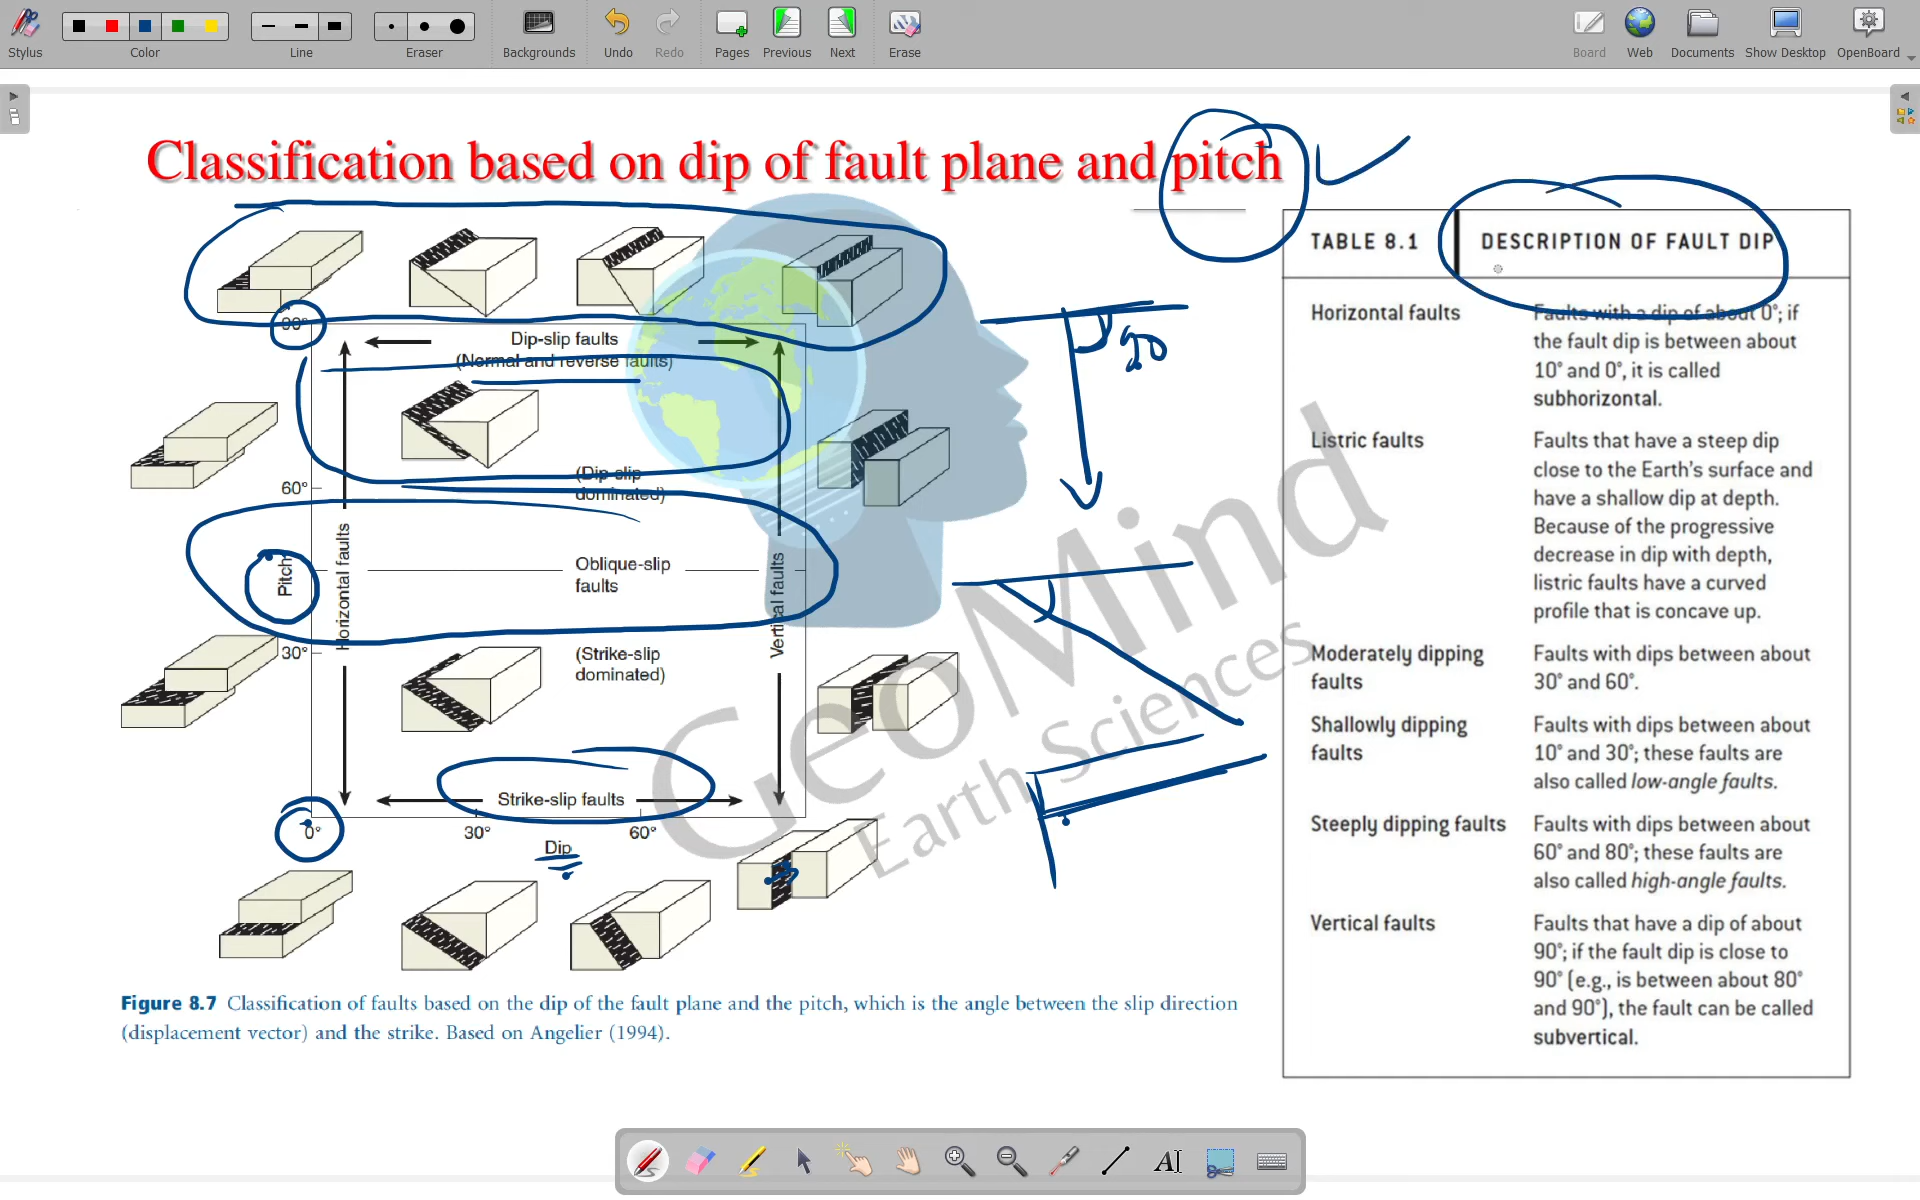 Stylus
Color
Line
Eraser
Backgrounds
Undo
Redo
Pages
Previous
Next
Erase
Board
Web
Documents
Show Desktop
OpenBoard
Classification based on dip of fault plane and pitch
90°
Dip-slip faults
(Normal and reverse faults)
60°
(Dip-slip
dominated)
Pitch
Horizontal faults
Oblique-slip
faults
Vertical faults
30°
(Strike-slip
dominated)
Strike-slip faults
0°
30°
60°
Dip
90
GeoMind
Earth Sciences
Figure 8.7 Classification of faults based on the dip of the fault plane and the pitch, which is the angle between the slip direction
(displacement vector) and the strike. Based on Angelier (1994).
TABLE 8.1 DESCRIPTION OF FAULT DIP
Horizontal faults Faults with a dip of about 0°; if
the fault dip is between about
10° and 0°, it is called
subhorizontal.
Listric faults Faults that have a steep dip
close to the Earth's surface and
have a shallow dip at depth.
Because of the progressive
decrease in dip with depth,
listric faults have a curved
profile that is concave up.
Moderately dipping Faults with dips between about
faults 30° and 60°.
Shallowly dipping Faults with dips between about
faults 10° and 30°; these faults are
also called low-angle faults.
Steeply dipping faults Faults with dips between about
60° and 80°; these faults are
also called high-angle faults.
Vertical faults Faults that have a dip of about
90°; if the fault dip is close to
90° (e.g., is between about 80°
and 90°), the fault can be called
subvertical.